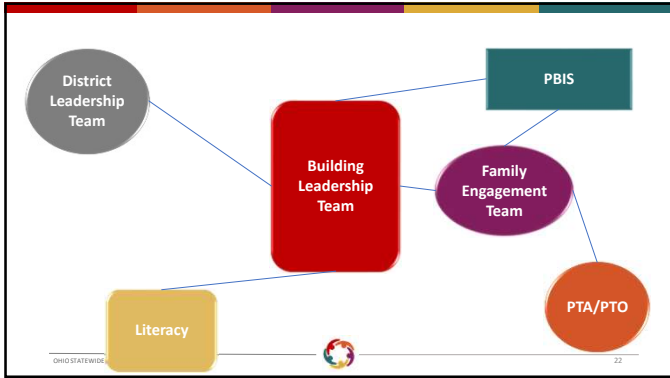 District
Leadership
Team
PBIS
Building
Leadership
Team
Family
Engagement
Team
Literacy
PTA/PTO
OHIO STATEWIDE
22